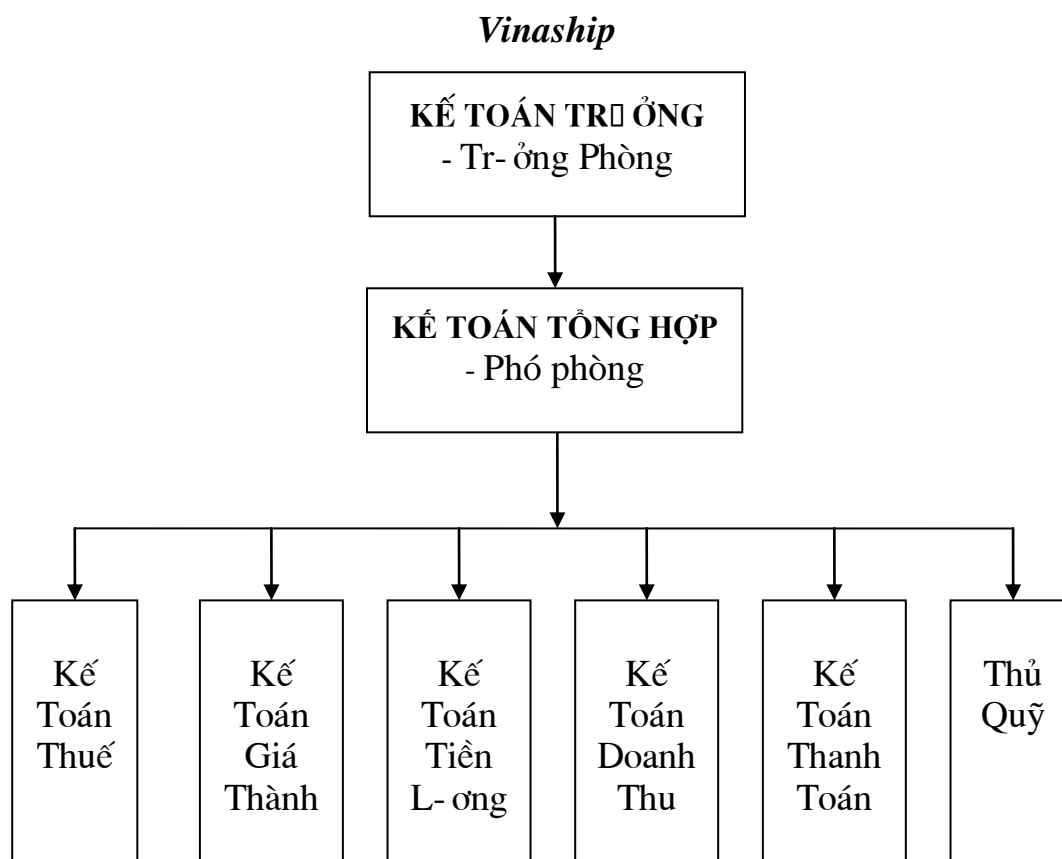 Vinaship
KẾ TOÁN TR▯ ỞNG
- Tr- ởng Phòng
KẾ TOÁN TỔNG HỢP
- Phó phòng
Kế
Toán
Thuế
Kế
Toán
Giá
Thành
Kế
Toán
Tiền
L- ơng
Kế
Toán
Doanh
Thu
Kế
Toán
Thanh
Toán
Thủ
Quỹ